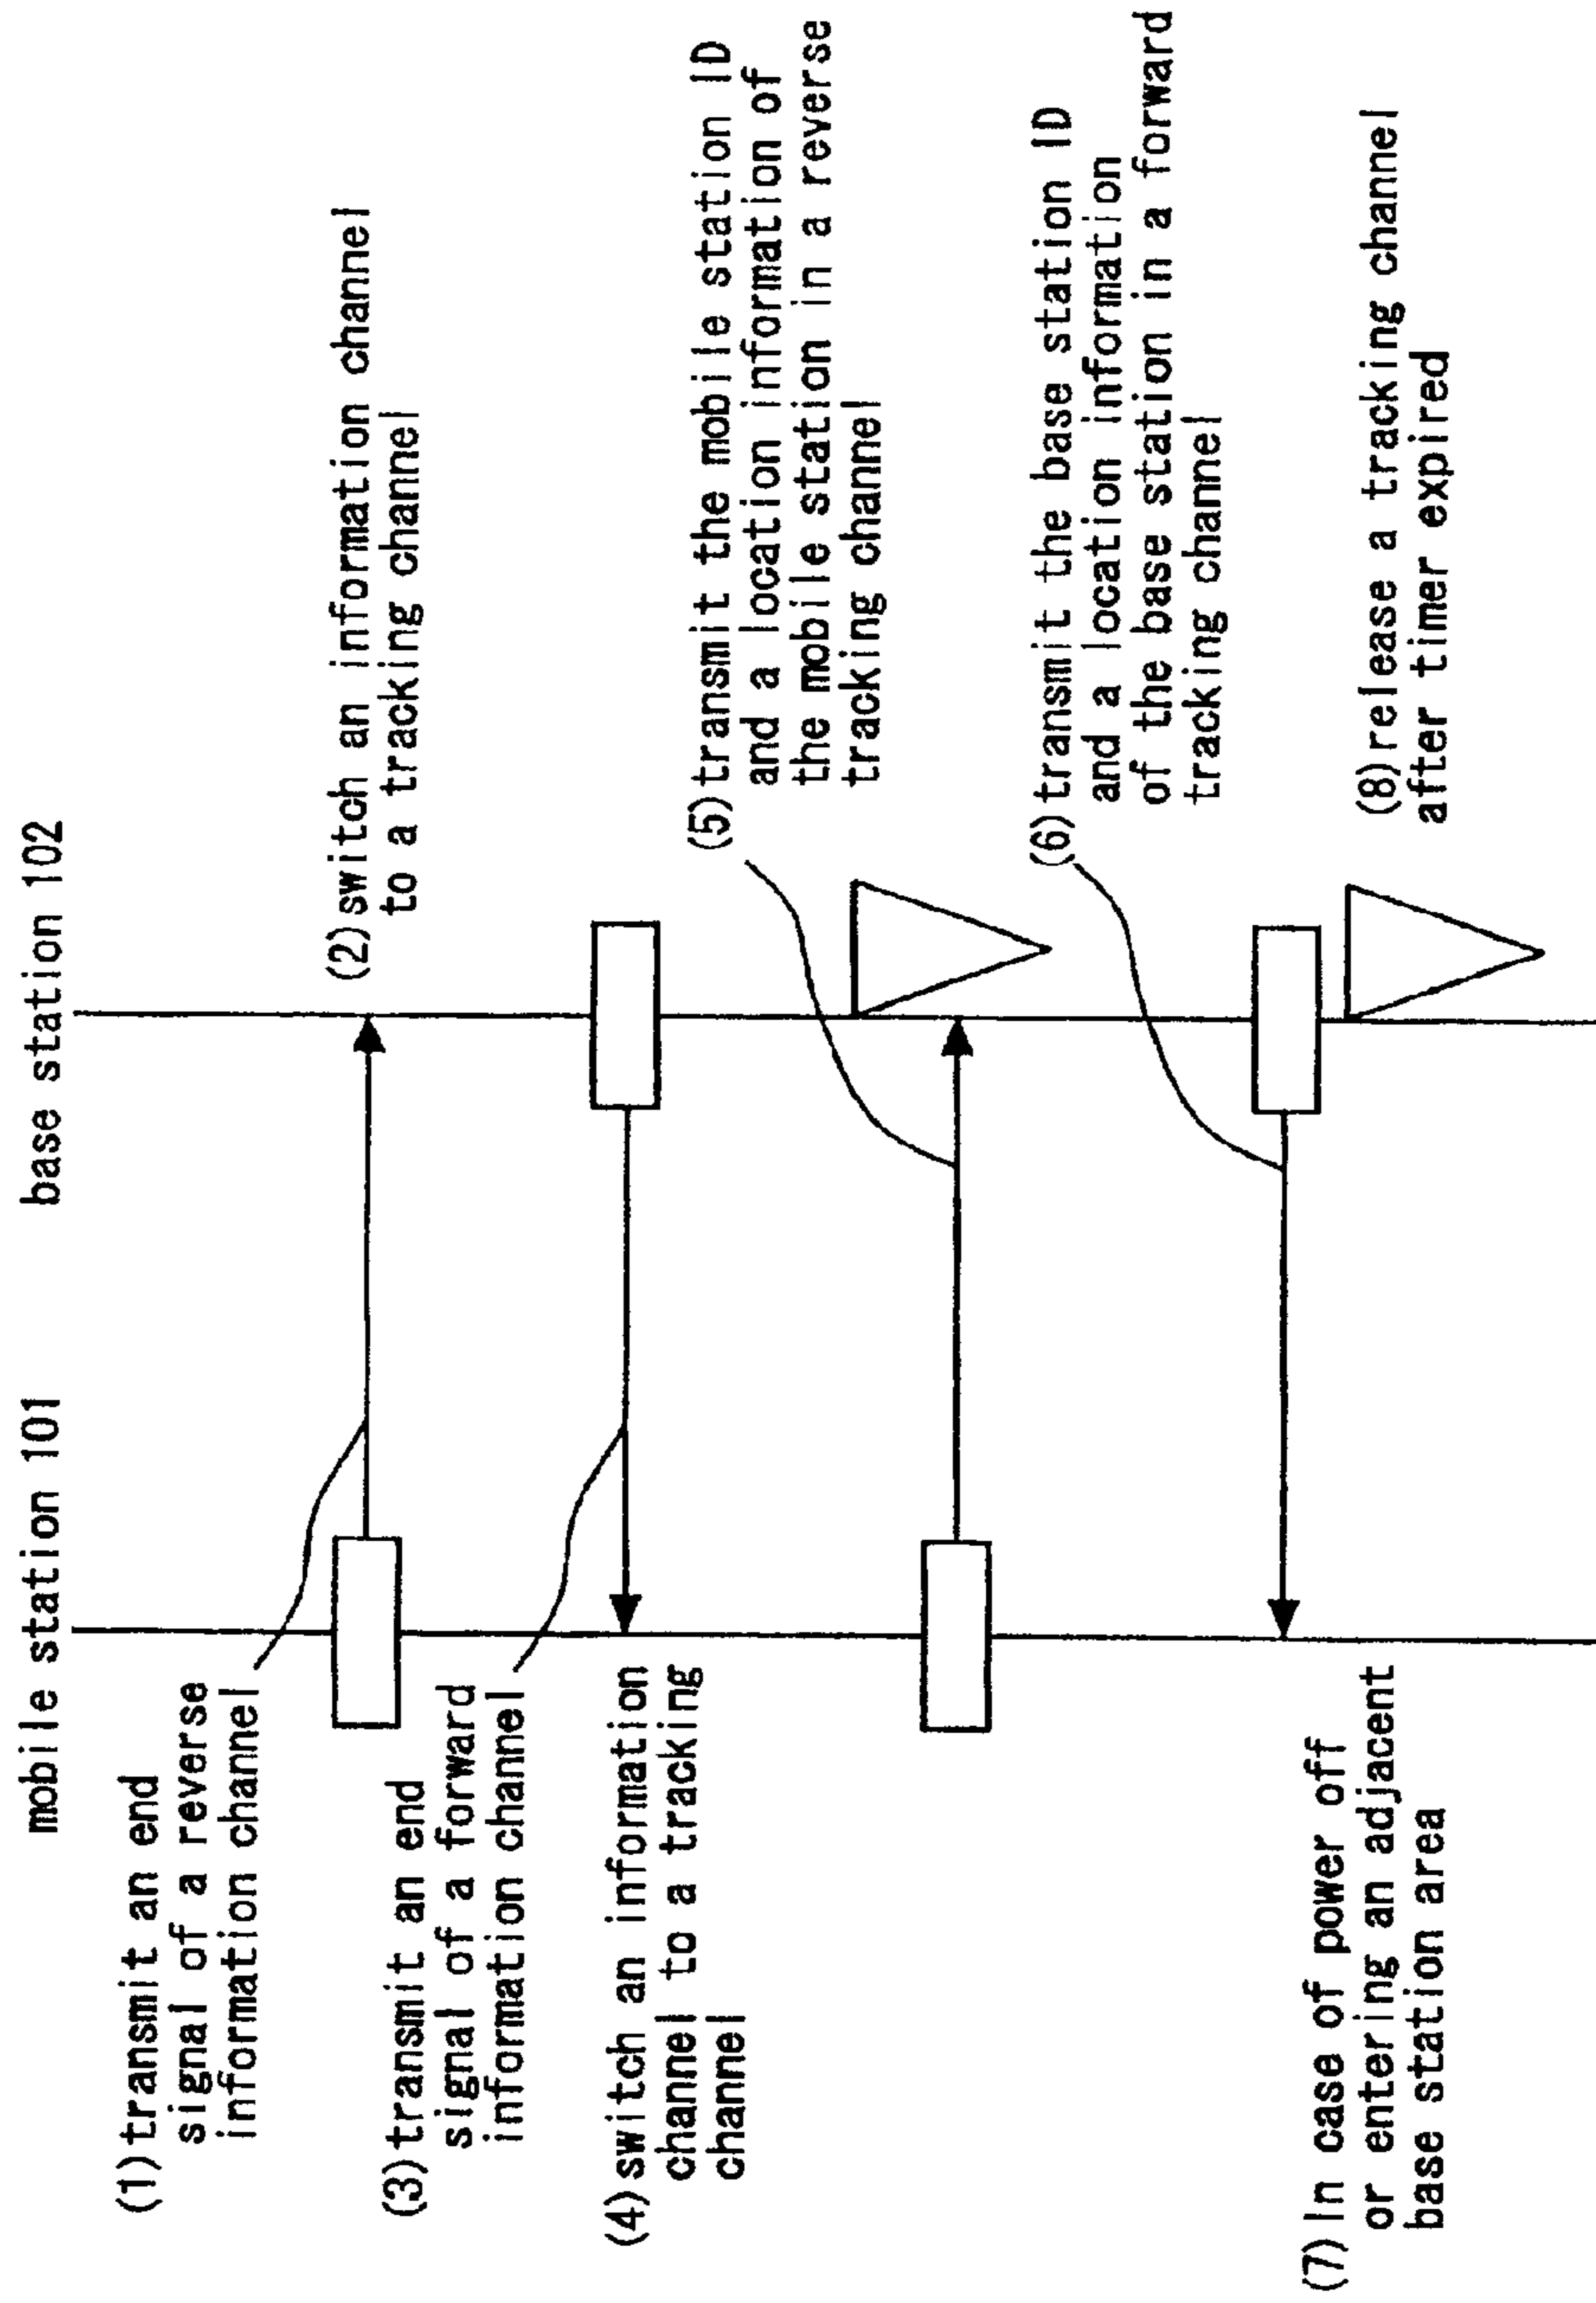 mobile station 101
base station 102
(1)transmit an end
signal of a reverse
information channel
(2)switch an information channel
to a tracking channel
(3)transmit an end
signal of a forward
information channel
(4)switch an information
channel to a tracking
channel
(5)transmit the mobile station ID
and a location information of
the mobile station in a reverse
tracking channel
(6)transmit the base station ID
and a location information
of the base station in a forward
tracking channel
(7)In case of power off
or entering an adjacent
base station area
(8)release a tracking channel
after timer expired